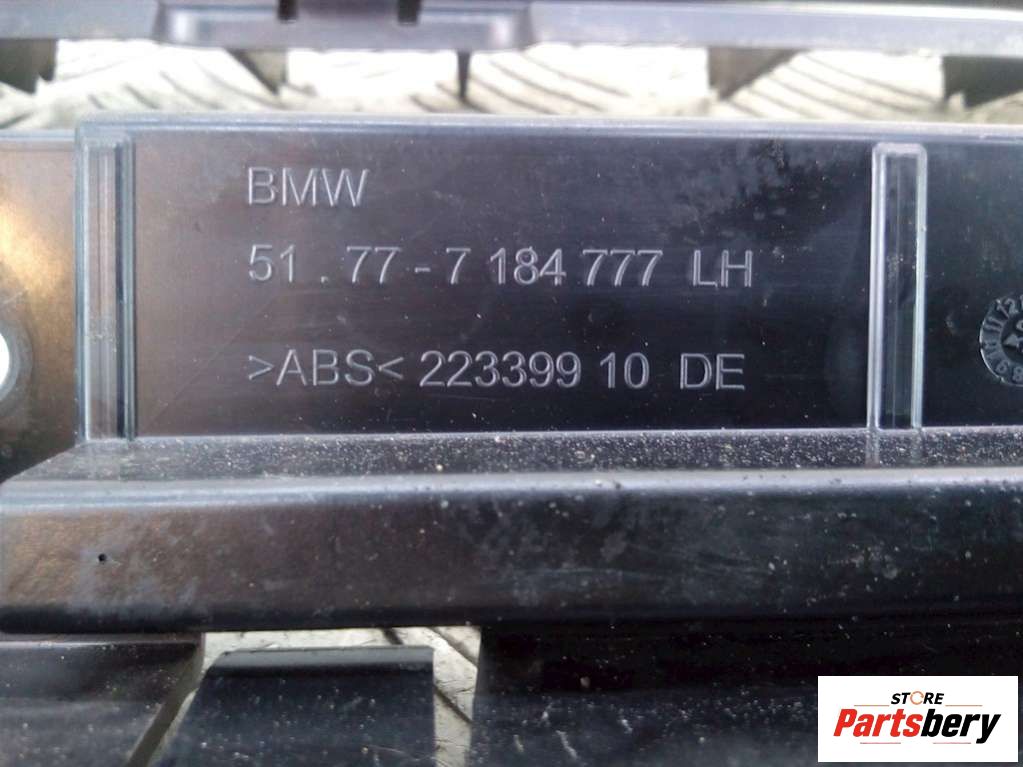 BMW
51 . 77 - 7 184 777 LH
>ABS< 223399 10 DE
STORE
Partsbery